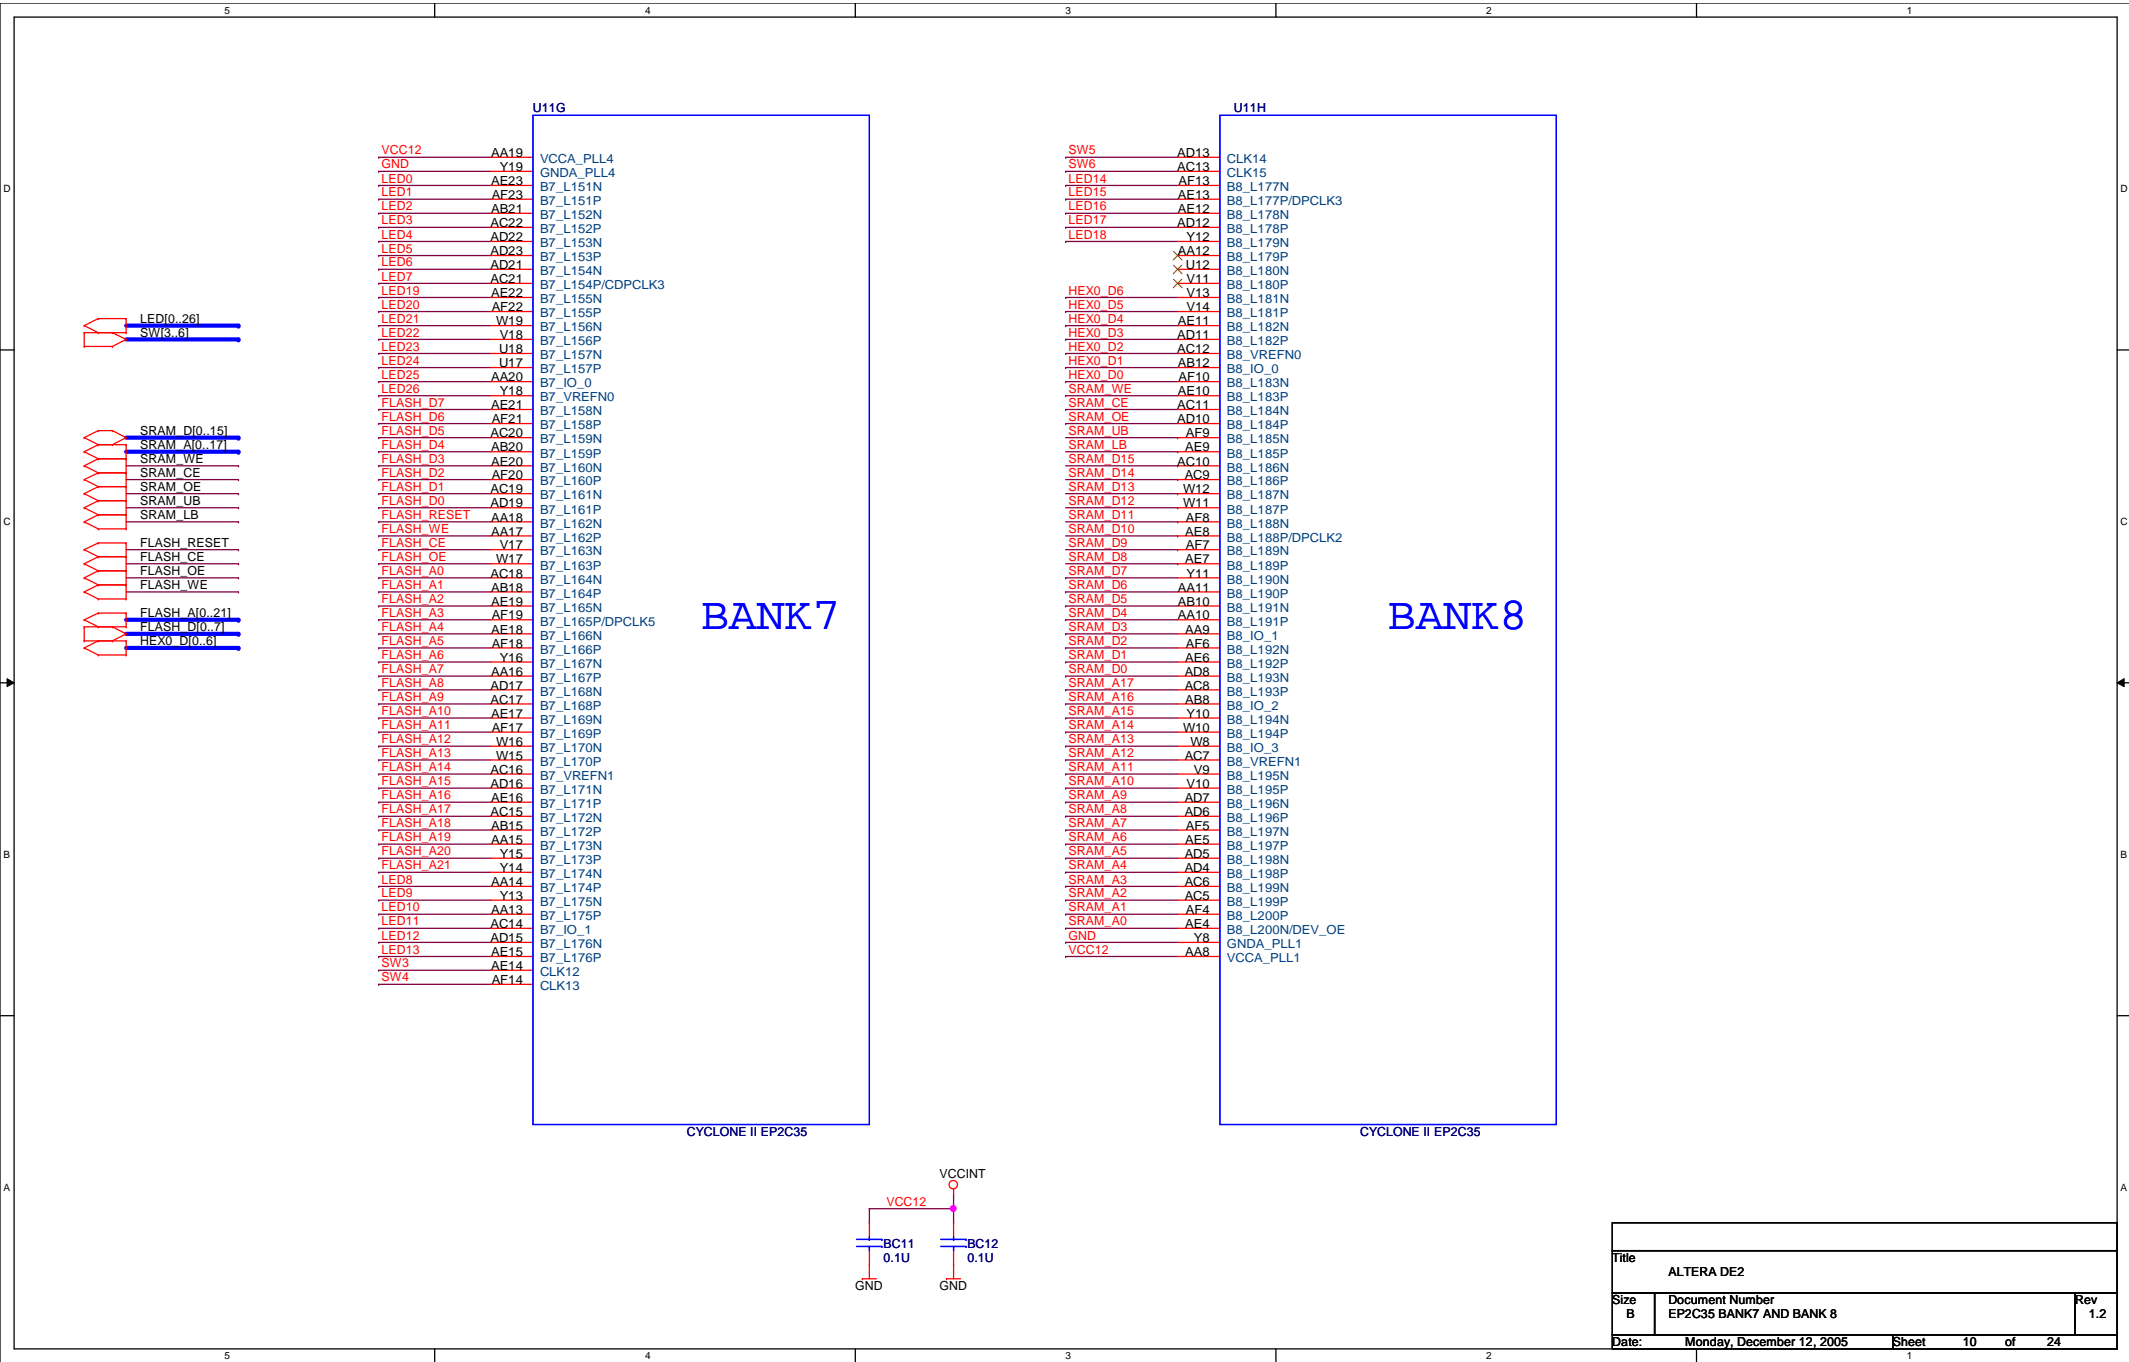 5 4 3 2 1
D
C
B
A
LED[0..26]
SW[3..6]
SRAM_D[0..15]
SRAM_A[0..17]
SRAM_WE
SRAM_CE
SRAM_OE
SRAM_UB
SRAM_LB
FLASH_RESET
FLASH_CE
FLASH_OE
FLASH_WE
FLASH_A[0..21]
FLASH_D[0..7]
HEX0_D[0..6]
U11G
VCC12 AA19 VCCA_PLL4
GND Y19 GNDA_PLL4
LED0 AE23 B7_L151N
LED1 AF23 B7_L151P
LED2 AB21 B7_L152N
LED3 AC22 B7_L152P
LED4 AD22 B7_L153N
LED5 AD23 B7_L153P
LED6 AD21 B7_L154N
LED7 AC21 B7_L154P/CDPCLK3
LED19 AE22 B7_L155N
LED20 AF22 B7_L155P
LED21 W19 B7_L156N
LED22 V18 B7_L156P
LED23 U18 B7_L157N
LED24 U17 B7_L157P
LED25 AA20 B7_IO_0
LED26 Y18 B7_VREFN0
FLASH_D7 AE21 B7_L158N
FLASH_D6 AF21 B7_L158P
FLASH_D5 AC20 B7_L159N
FLASH_D4 AB20 B7_L159P
FLASH_D3 AE20 B7_L160N
FLASH_D2 AF20 B7_L160P
FLASH_D1 AC19 B7_L161N
FLASH_D0 AD19 B7_L161P
FLASH_RESET AA18 B7_L162N
FLASH_WE AA17 B7_L162P
FLASH_CE V17 B7_L163N
FLASH_OE W17 B7_L163P
FLASH_A0 AC18 B7_L164N
FLASH_A1 AB18 B7_L164P
FLASH_A2 AE19 B7_L165N
FLASH_A3 AF19 B7_L165P/DPCLK5
FLASH_A4 AE18 B7_L166N
FLASH_A5 AF18 B7_L166P
FLASH_A6 Y16 B7_L167N
FLASH_A7 AA16 B7_L167P
FLASH_A8 AD17 B7_L168N
FLASH_A9 AC17 B7_L168P
FLASH_A10 AE17 B7_L169N
FLASH_A11 AF17 B7_L169P
FLASH_A12 W16 B7_L170N
FLASH_A13 W15 B7_L170P
FLASH_A14 AC16 B7_VREFN1
FLASH_A15 AD16 B7_L171N
FLASH_A16 AE16 B7_L171P
FLASH_A17 AC15 B7_L172N
FLASH_A18 AB15 B7_L172P
FLASH_A19 AA15 B7_L173N
FLASH_A20 Y15 B7_L173P
FLASH_A21 Y14 B7_L174N
LED8 AA14 B7_L174P
LED9 Y13 B7_L175N
LED10 AA13 B7_L175P
LED11 AC14 B7_IO_1
LED12 AD15 B7_L176N
LED13 AE15 B7_L176P
SW3 AE14 CLK12
SW4 AF14 CLK13
BANK7
CYCLONE II EP2C35
U11H
SW5 AD13 CLK14
SW6 AC13 CLK15
LED14 AF13 B8_L177N
LED15 AE13 B8_L177P/DPCLK3
LED16 AE12 B8_L178N
LED17 AD12 B8_L178P
LED18 Y12 B8_L179N
AA12 B8_L179P
U12 B8_L180N
V11 B8_L180P
HEX0_D6 V13 B8_L181N
HEX0_D5 V14 B8_L181P
HEX0_D4 AE11 B8_L182N
HEX0_D3 AD11 B8_L182P
HEX0_D2 AC12 B8_VREFN0
HEX0_D1 AB12 B8_IO_0
HEX0_D0 AF10 B8_L183N
SRAM_WE AE10 B8_L183P
SRAM_CE AC11 B8_L184N
SRAM_OE AD10 B8_L184P
SRAM_UB AF9 B8_L185N
SRAM_LB AE9 B8_L185P
SRAM_D15 AC10 B8_L186N
SRAM_D14 AC9 B8_L186P
SRAM_D13 W12 B8_L187N
SRAM_D12 W11 B8_L187P
SRAM_D11 AF8 B8_L188N
SRAM_D10 AE8 B8_L188P/DPCLK2
SRAM_D9 AF7 B8_L189N
SRAM_D8 AE7 B8_L189P
SRAM_D7 Y11 B8_L190N
SRAM_D6 AA11 B8_L190P
SRAM_D5 AB10 B8_L191N
SRAM_D4 AA10 B8_L191P
SRAM_D3 AA9 B8_IO_1
SRAM_D2 AF6 B8_L192N
SRAM_D1 AE6 B8_L192P
SRAM_D0 AD8 B8_L193N
SRAM_A17 AC8 B8_L193P
SRAM_A16 AB8 B8_IO_2
SRAM_A15 Y10 B8_L194N
SRAM_A14 W10 B8_L194P
SRAM_A13 W8 B8_IO_3
SRAM_A12 AC7 B8_VREFN1
SRAM_A11 V9 B8_L195N
SRAM_A10 V10 B8_L195P
SRAM_A9 AD7 B8_L196N
SRAM_A8 AD6 B8_L196P
SRAM_A7 AF5 B8_L197N
SRAM_A6 AE5 B8_L197P
SRAM_A5 AD5 B8_L198N
SRAM_A4 AD4 B8_L198P
SRAM_A3 AC6 B8_L199N
SRAM_A2 AC5 B8_L199P
SRAM_A1 AF4 B8_L200P
SRAM_A0 AE4 B8_L200N/DEV_OE
GND Y8 GNDA_PLL1
VCC12 AA8 VCCA_PLL1
BANK8
CYCLONE II EP2C35
VCCINT
VCC12
BC11 BC12
0.1U 0.1U
GND GND
D
C
B
A
Title
ALTERA DE2
Size Document Number Rev
B EP2C35 BANK7 AND BANK 8 1.2
Date: Monday, December 12, 2005 Sheet 10 of 24
5 4 3 2 1